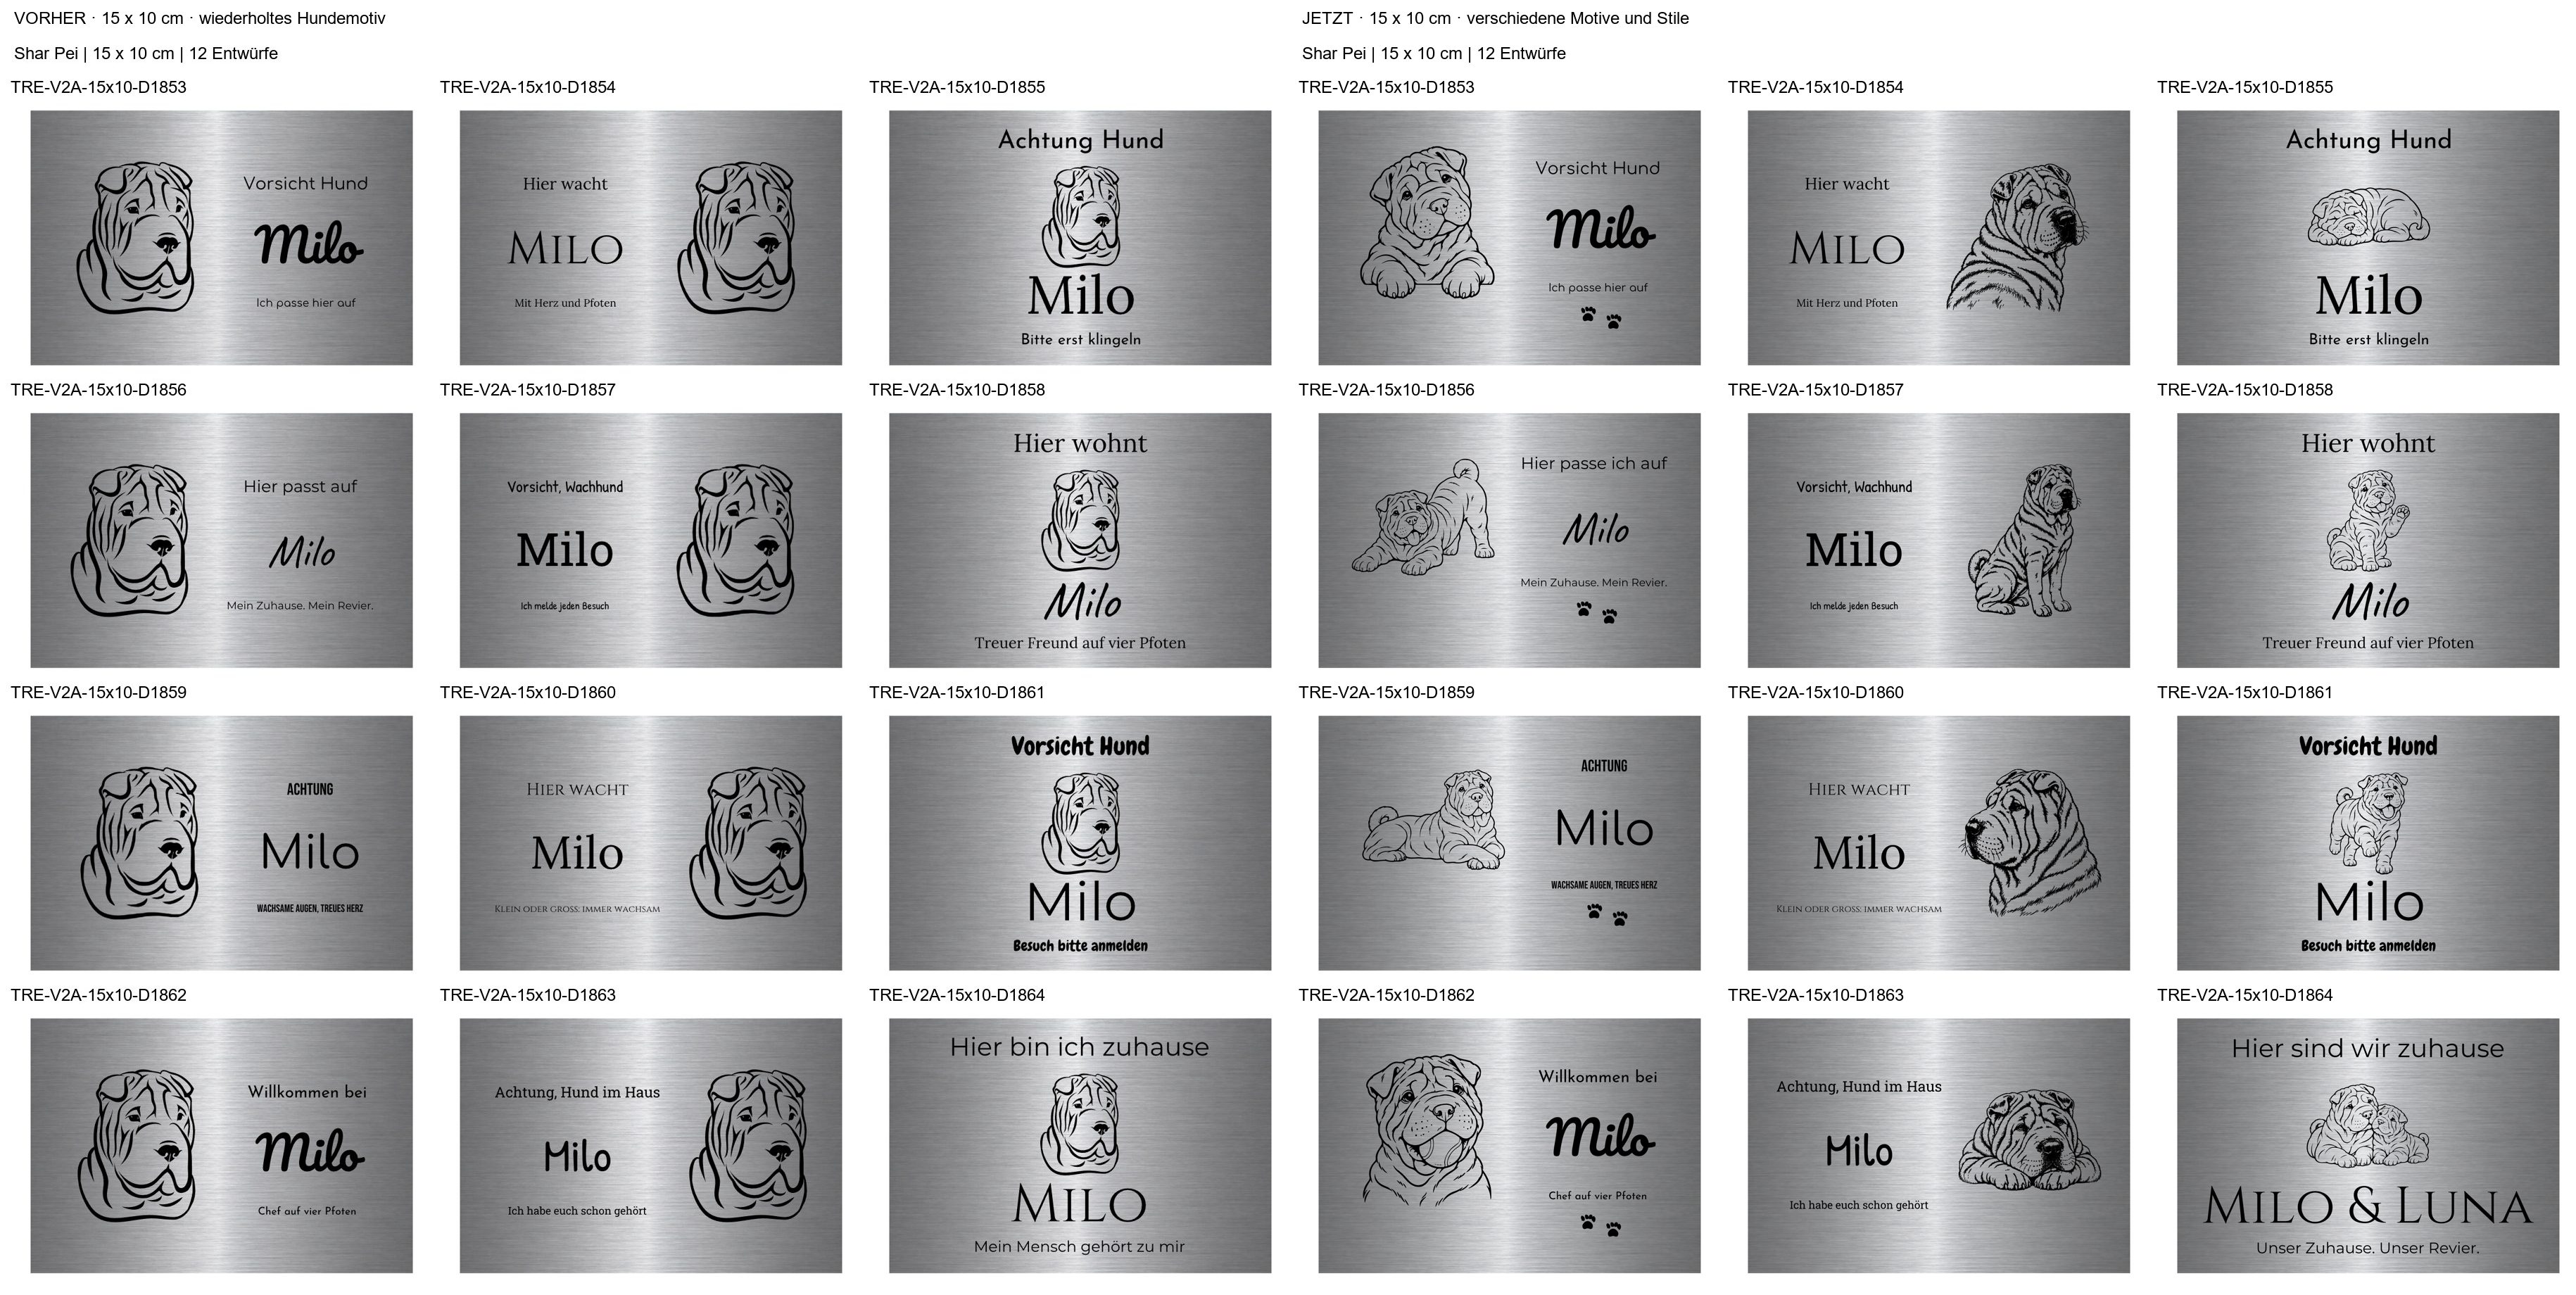 VORHER · 15 x 10 cm · wiederholtes Hundemotiv
Shar Pei | 15 x 10 cm | 12 Entwürfe
TRE-V2A-15x10-D1853
Vorsicht Hund
Milo
Ich passe hier auf
TRE-V2A-15x10-D1854
Hier wacht
MILO
Mit Herz und Pfoten
TRE-V2A-15x10-D1855
Achtung Hund
Milo
Bitte erst klingeln
TRE-V2A-15x10-D1856
Hier passt auf
Milo
Mein Zuhause. Mein Revier.
TRE-V2A-15x10-D1857
Vorsicht, Wachhund
Milo
Ich melde jeden Besuch
TRE-V2A-15x10-D1858
Hier wohnt
Milo
Treuer Freund auf vier Pfoten
TRE-V2A-15x10-D1859
ACHTUNG
Milo
WACHSAME AUGEN, TREUES HERZ
TRE-V2A-15x10-D1860
HIER WACHT
Milo
KLEIN ODER GROSS: IMMER WACHSAM
TRE-V2A-15x10-D1861
Vorsicht Hund
Milo
Besuch bitte anmelden
TRE-V2A-15x10-D1862
Willkommen bei
Milo
Chef auf vier Pfoten
TRE-V2A-15x10-D1863
Achtung, Hund im Haus
Milo
Ich habe euch schon gehört
TRE-V2A-15x10-D1864
Hier bin ich zuhause
MILO
Mein Mensch gehört zu mir
JETZT · 15 x 10 cm · verschiedene Motive und Stile
Shar Pei | 15 x 10 cm | 12 Entwürfe
TRE-V2A-15x10-D1853
Vorsicht Hund
Milo
Ich passe hier auf
TRE-V2A-15x10-D1854
Hier wacht
MILO
Mit Herz und Pfoten
TRE-V2A-15x10-D1855
Achtung Hund
Milo
Bitte erst klingeln
TRE-V2A-15x10-D1856
Hier passe ich auf
Milo
Mein Zuhause. Mein Revier.
TRE-V2A-15x10-D1857
Vorsicht, Wachhund
Milo
Ich melde jeden Besuch
TRE-V2A-15x10-D1858
Hier wohnt
Milo
Treuer Freund auf vier Pfoten
TRE-V2A-15x10-D1859
ACHTUNG
Milo
WACHSAME AUGEN, TREUES HERZ
TRE-V2A-15x10-D1860
HIER WACHT
Milo
KLEIN ODER GROSS: IMMER WACHSAM
TRE-V2A-15x10-D1861
Vorsicht Hund
Milo
Besuch bitte anmelden
TRE-V2A-15x10-D1862
Willkommen bei
Milo
Chef auf vier Pfoten
TRE-V2A-15x10-D1863
Achtung, Hund im Haus
Milo
Ich habe euch schon gehört
TRE-V2A-15x10-D1864
Hier sind wir zuhause
MILO & LUNA
Unser Zuhause. Unser Revier.